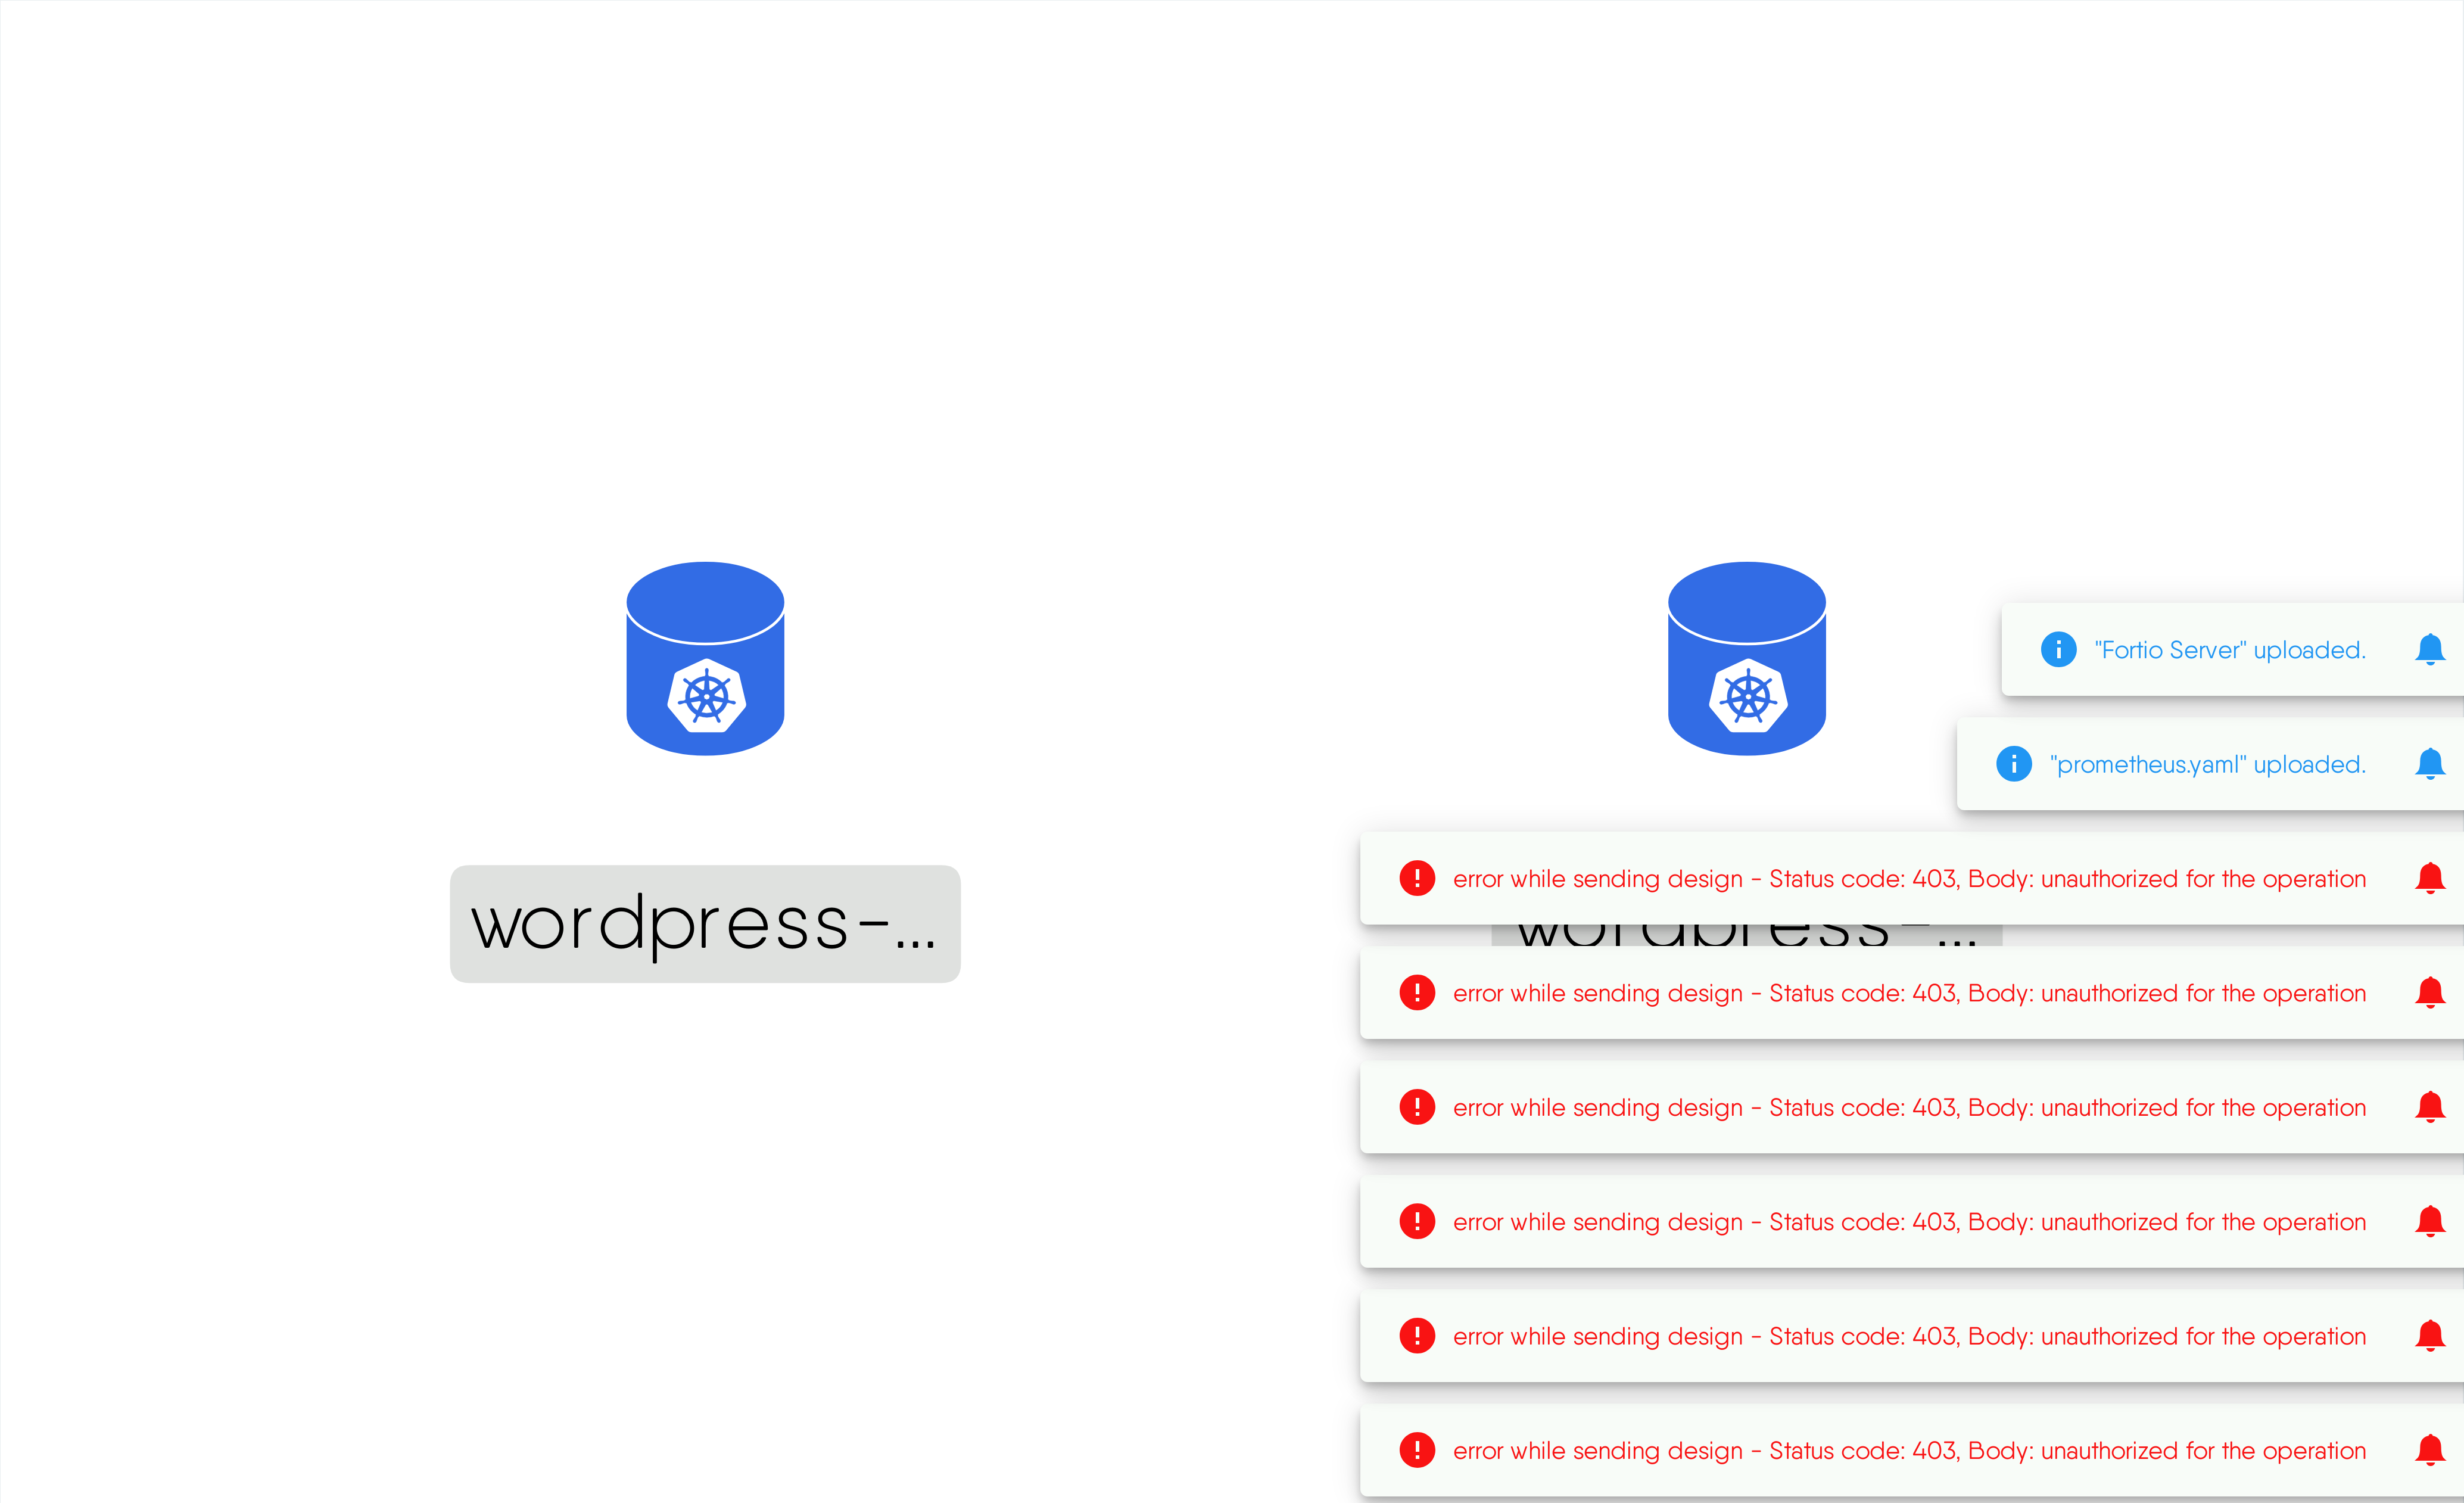 "Fortio Server" uploaded.
"prometheus.yaml" uploaded.
error while sending design - Status code: 403, Body: unauthorized for the operation
wordpress-...
wordpress-...
error while sending design - Status code: 403, Body: unauthorized for the operation
error while sending design - Status code: 403, Body: unauthorized for the operation
error while sending design - Status code: 403, Body: unauthorized for the operation
error while sending design - Status code: 403, Body: unauthorized for the operation
error while sending design - Status code: 403, Body: unauthorized for the operation